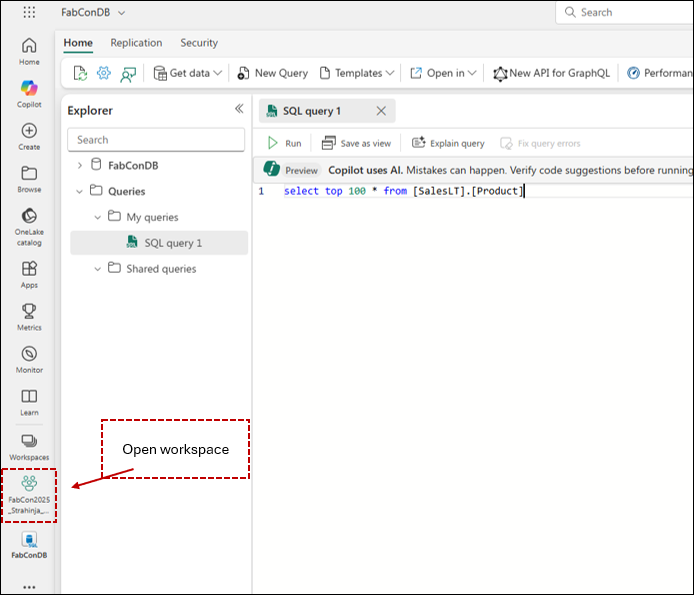 FabConDB
Search
Home
Replication
Security
Get data
New Query
Templates
Open in
New API for GraphQL
Performan
Home
Copilot
Create
Browse
OneLake
catalog
Apps
Metrics
Monitor
Learn
Workspaces
FabCon2025
_Strahinja_...
FabConDB
Explorer
Search
FabConDB
Queries
My queries
SQL query 1
Shared queries
SQL query 1
Run
Save as view
Explain query
Fix query errors
Preview Copilot uses AI. Mistakes can happen. Verify code suggestions before running
1 select top 100 * from [SalesLT].[Product]
Open workspace